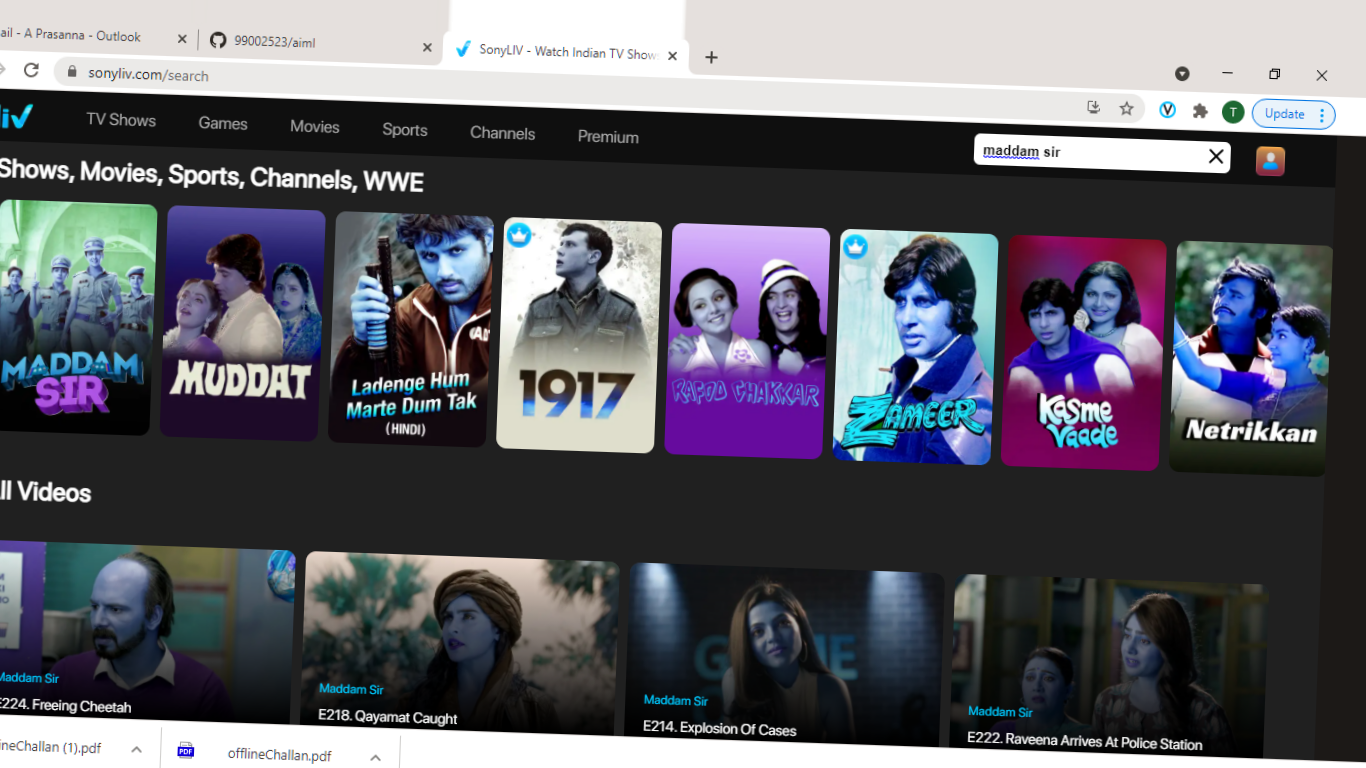 ail - A Prasanna - Outlook
99002523/aiml
SonyLIV - Watch Indian TV Show
sonyliv.com/search
Update
T
liv
TV Shows
Games
Movies
Sports
Channels
Premium
maddam sir
Shows, Movies, Sports, Channels, WWE
MADDAM
SIR
MUDDAT
Ladenge Hum
Marte Dum Tak
(HINDI)
1917
RAFOO CHAKKAR
ZAMEER
Kasme
Vaade
Netrikkan
ll Videos
Maddam Sir
E224. Freeing Cheetah
Maddam Sir
E218. Qayamat Caught
Maddam Sir
E214. Explosion Of Cases
Maddam Sir
E222. Raveena Arrives At Police Station
ineChallan (1).pdf
PDF
offlineChallan.pdf